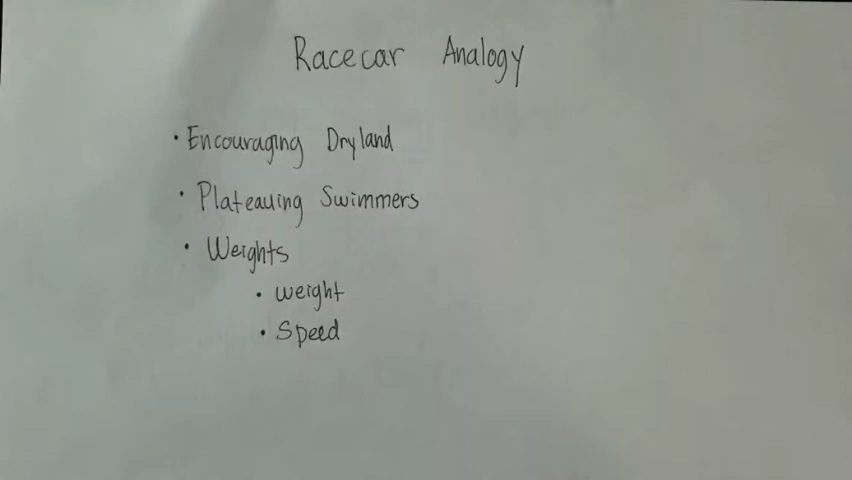 Racecar Analogy
• Encouraging Dryland
• Plateauing Swimmers
• Weights
• weight
• Speed